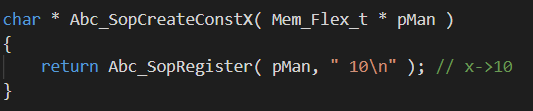 char * Abc_SopCreateConstX( Mem_Flex_t * pMan )
{
    return Abc_SopRegister( pMan, " 10\n" ); // x->10
}